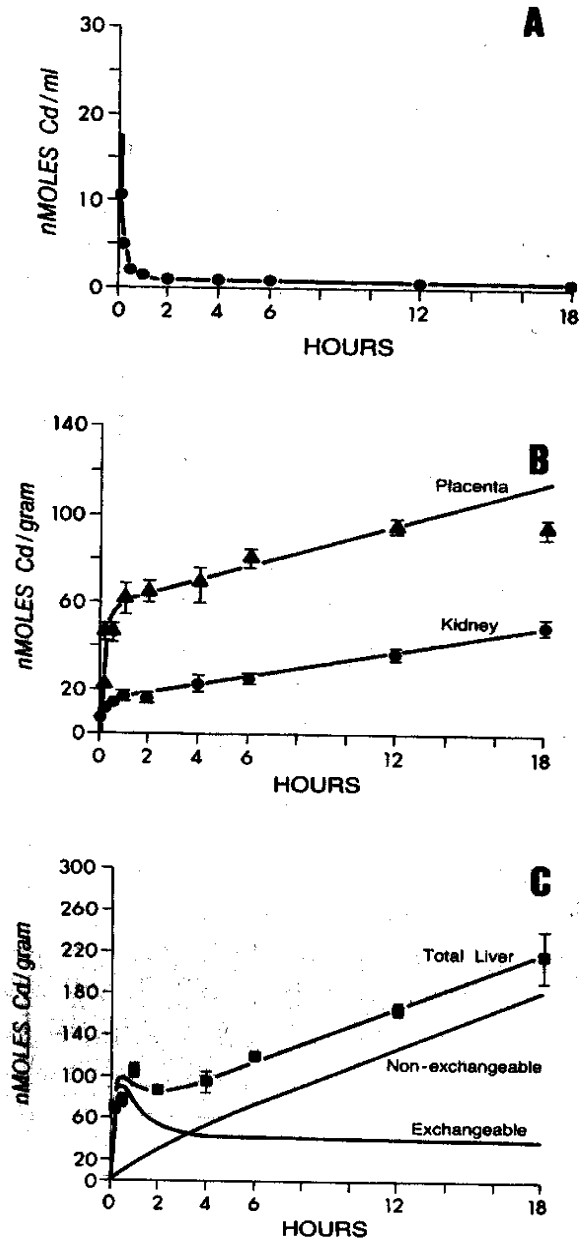 A
nMOLES Cd/ml
30
20
10
0
0 2 4 6 12 18
HOURS
B
nMOLES Cd/gram
140
100
60
20
0
Placenta
Kidney
0 2 4 6 12 18
HOURS
C
nMOLES Cd/gram
300
260
220
180
140
100
60
20
0
Total Liver
Non-exchangeable
Exchangeable
0 2 4 6 12 18
HOURS